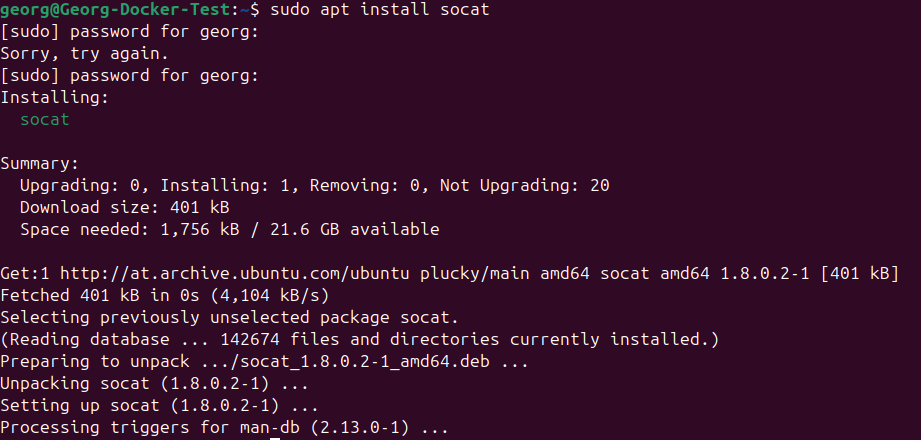 georg@Georg-Docker-Test:~$ sudo apt install socat
[sudo] password for georg:
Sorry, try again.
[sudo] password for georg:
Installing:
  socat

Summary:
  Upgrading: 0, Installing: 1, Removing: 0, Not Upgrading: 20
  Download size: 401 kB
  Space needed: 1,756 kB / 21.6 GB available

Get:1 http://at.archive.ubuntu.com/ubuntu plucky/main amd64 socat amd64 1.8.0.2-1 [401 kB]
Fetched 401 kB in 0s (4,104 kB/s)
Selecting previously unselected package socat.
(Reading database ... 142674 files and directories currently installed.)
Preparing to unpack .../socat_1.8.0.2-1_amd64.deb ...
Unpacking socat (1.8.0.2-1) ...
Setting up socat (1.8.0.2-1) ...
Processing triggers for man-db (2.13.0-1) ...